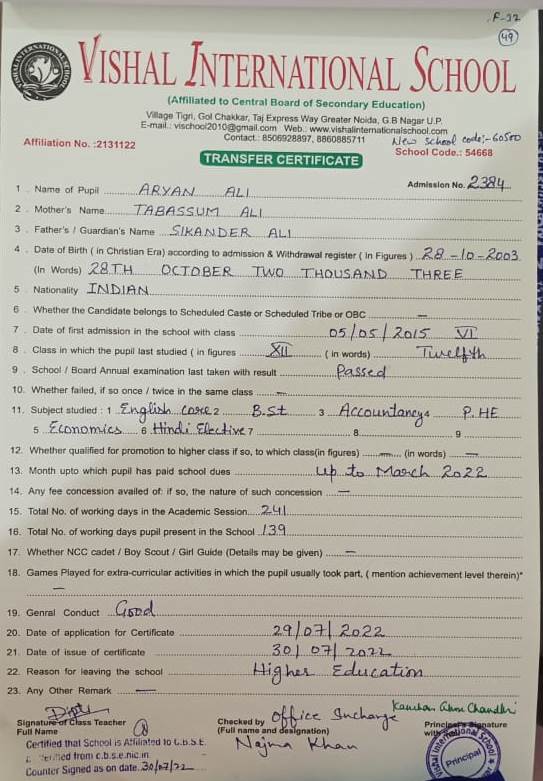 F-37
49
VISHAL INTERNATIONAL SCHOOL
(Affiliated to Central Board of Secondary Education)
Village Tigri, Gol Chakkar, Taj Express Way Greater Noida, G.B Nagar U.P.
E-mail.: vischool2010@gmail.com Web.: www.vishalinternationalschool.com
Contact.: 8506928897, 8860885711
New School code:- 60500
Affiliation No. :2131122
School Code.: 54668
TRANSFER CERTIFICATE
Admission No. 2384
1 . Name of Pupil ARYAN ALI
2 . Mother's Name TABASSUM ALI
3 . Father's / Guardian's Name SIKANDER ALI
4 . Date of Birth ( in Christian Era) according to admission & Withdrawal register ( In Figures ) 28-10-2003
(In Words) 28TH OCTOBER TWO THOUSAND THREE
5 . Nationality INDIAN
6 . Whether the Candidate belongs to Scheduled Caste or Scheduled Tribe or OBC —
7 . Date of first admission in the school with class 05/05/2015 VI
8 . Class in which the pupil last studied ( in figures XII ( in words) Twelfth
9 . School / Board Annual examination last taken with result Passed
10. Whether failed, if so once / twice in the same class —
11. Subject studied : 1 English core 2 B.St 3 Accountancy 4 P.HE
5 Economics 6 Hindi Elective 7 8 9
12. Whether qualified for promotion to higher class if so, to which class(in figures) — (in words) —
13. Month upto which pupil has paid school dues Up to March 2022
14. Any fee concession availed of: if so, the nature of such concession —
15. Total No. of working days in the Academic Session 241
16. Total No. of working days pupil present in the School 139
17. Whether NCC cadet / Boy Scout / Girl Guide (Details may be given) —
18. Games Played for extra-curricular activities in which the pupil usually took part, ( mention achievement level therein)*
—
19. Genral Conduct Good
20. Date of application for Certificate 29/07/2022
21. Date of issue of certificate 30/07/2022
22. Reason for leaving the school Higher Education
23. Any Other Remark —
Signature of Class Teacher
Full Name
Checked by Office Incharge
(Full name and designation)
Najma Khan
Principal's Signature
with
Certified that School is Affiliated to C.B.S.E.
verified from c.b.s.e.nic.in
Counter Signed as on date. 30/07/22
Vishal International School
Principal